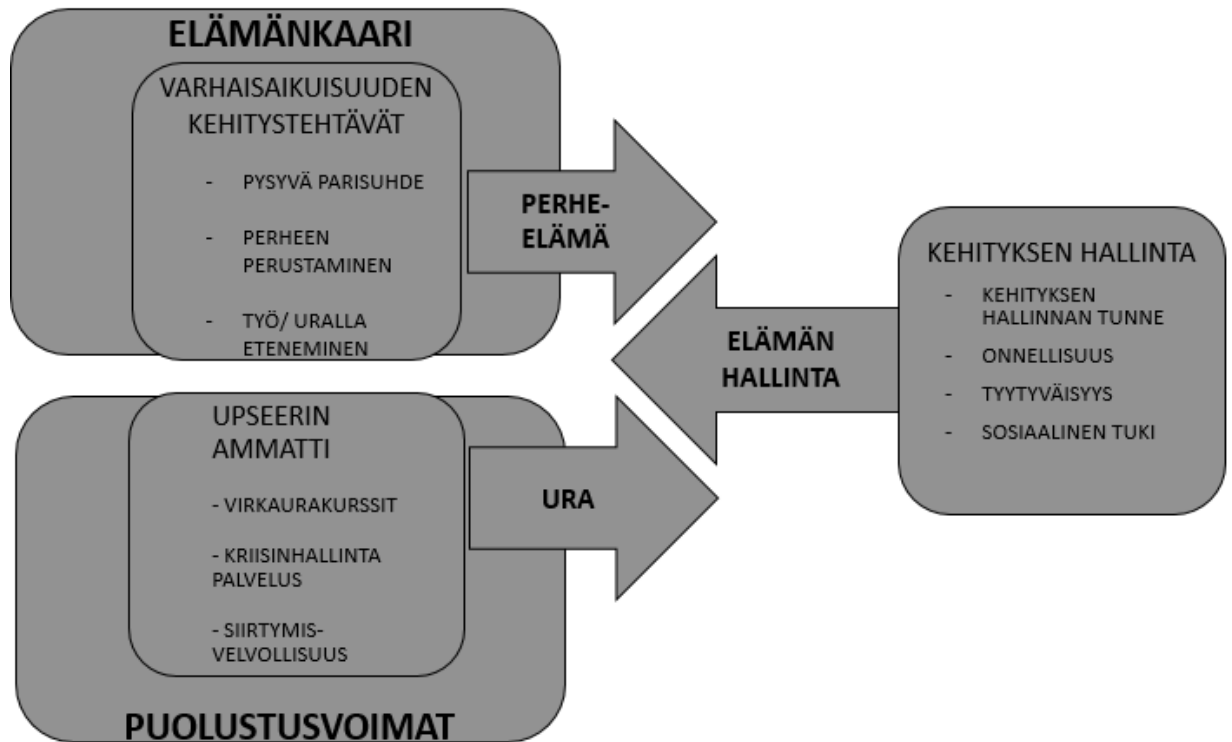 ELÄMÄNKAARI
VARHAISAIKUISUUDEN
KEHITYSTEHTÄVÄT
- PYSYVÄ PARISUHDE
- PERHEEN
PERUSTAMINEN
- TYÖ/ URALLA
ETENEMINEN
PERHE-
ELÄMÄ
KEHITYKSEN HALLINTA
- KEHITYKSEN
HALLINNAN TUNNE
- ONNELLISUUS
- TYYTYVÄISYYS
- SOSIAALINEN TUKI
ELÄMÄN
HALLINTA
UPSEERIN
AMMATTI
- VIRKAURAKURSSIT
- KRIISINHALLINTA
PALVELUS
- SIIRTYMIS-
VELVOLLISUUS
URA
PUOLUSTUSVOIMAT